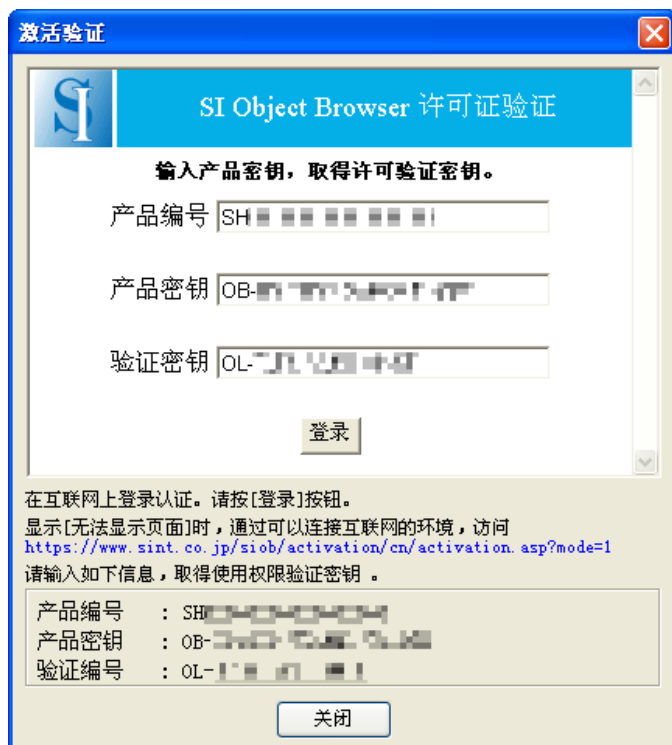 激活验证
SI
SI Object Browser 许可证验证
输入产品密钥，取得许可验证密钥。
产品编号 SH
产品密钥 OB-
验证密钥 OL-
登录
在互联网上登录认证。请按[登录]按钮。
显示[无法显示页面]时，通过可以连接互联网的环境，访问
https://www.sint.co.jp/siob/activation/cn/activation.asp?mode=1
请输入如下信息，取得使用权限验证密钥 。
产品编号 : SH
产品密钥 : OB-
验证编号 : OL-
关闭